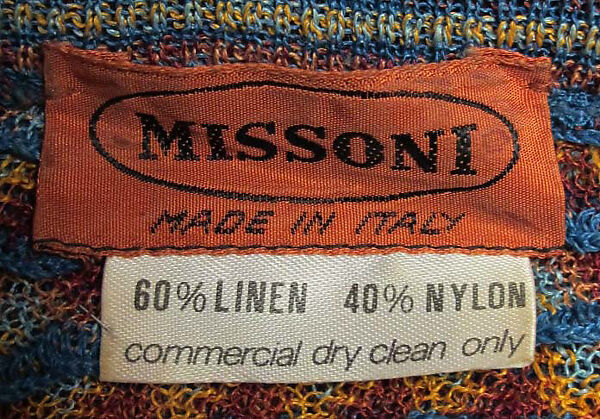 MISSONI
MADE IN ITALY
60% LINEN 40% NYLON
commercial dry clean only